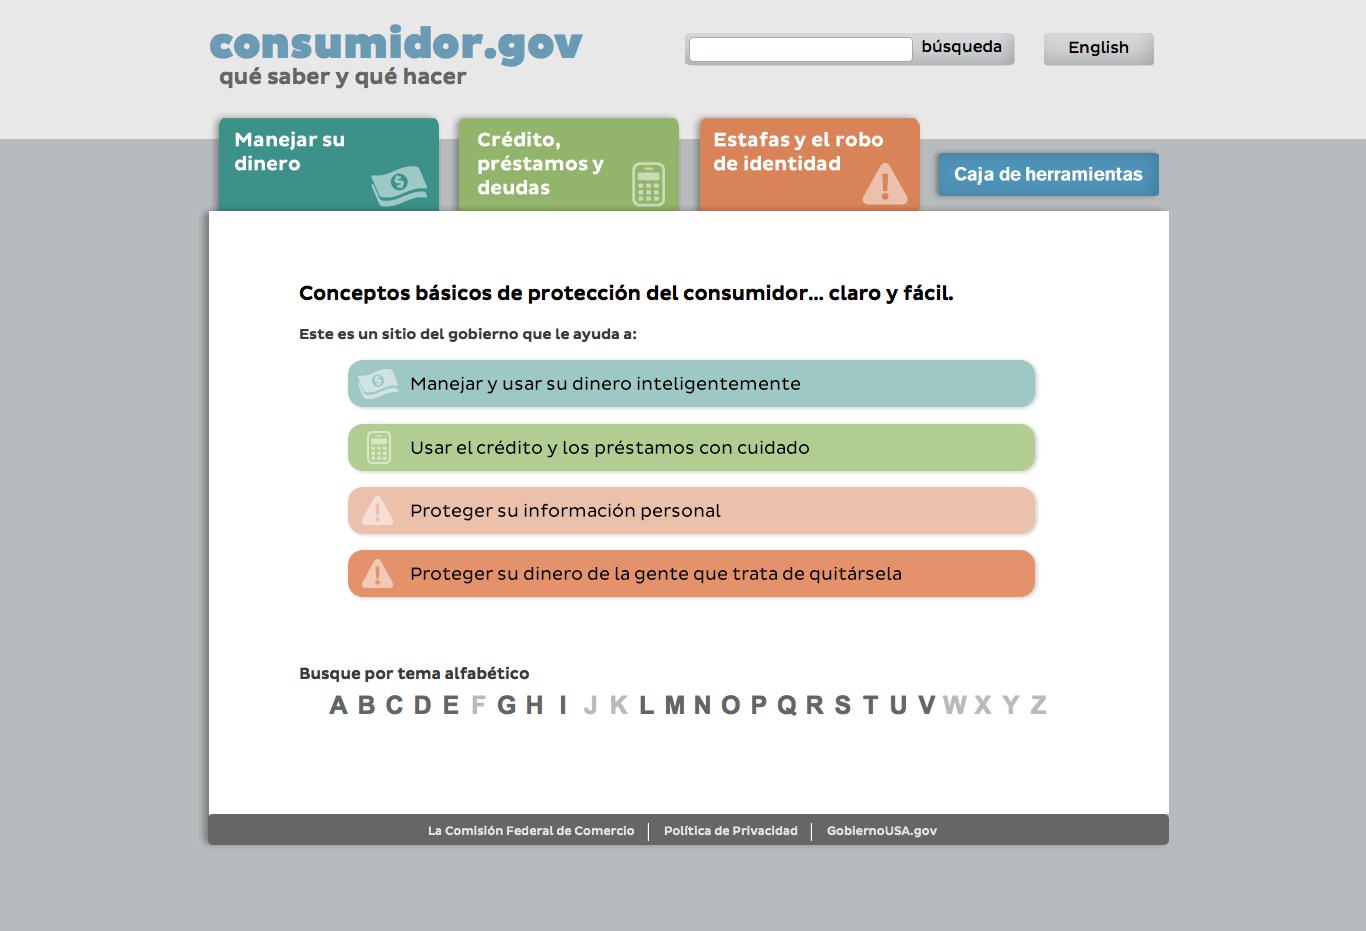 consumidor.gov
qué saber y qué hacer
búsqueda
English
Manejar su
dinero
Crédito,
préstamos y
deudas
Estafas y el robo
de identidad
Caja de herramientas
Conceptos básicos de protección del consumidor... claro y fácil.
Este es un sitio del gobierno que le ayuda a:
Manejar y usar su dinero inteligentemente
Usar el crédito y los préstamos con cuidado
Proteger su información personal
Proteger su dinero de la gente que trata de quitársela
Busque por tema alfabético
A B C D E F G H I J K L M N O P Q R S T U V W X Y Z
La Comisión Federal de Comercio | Política de Privacidad | GobiernoUSA.gov